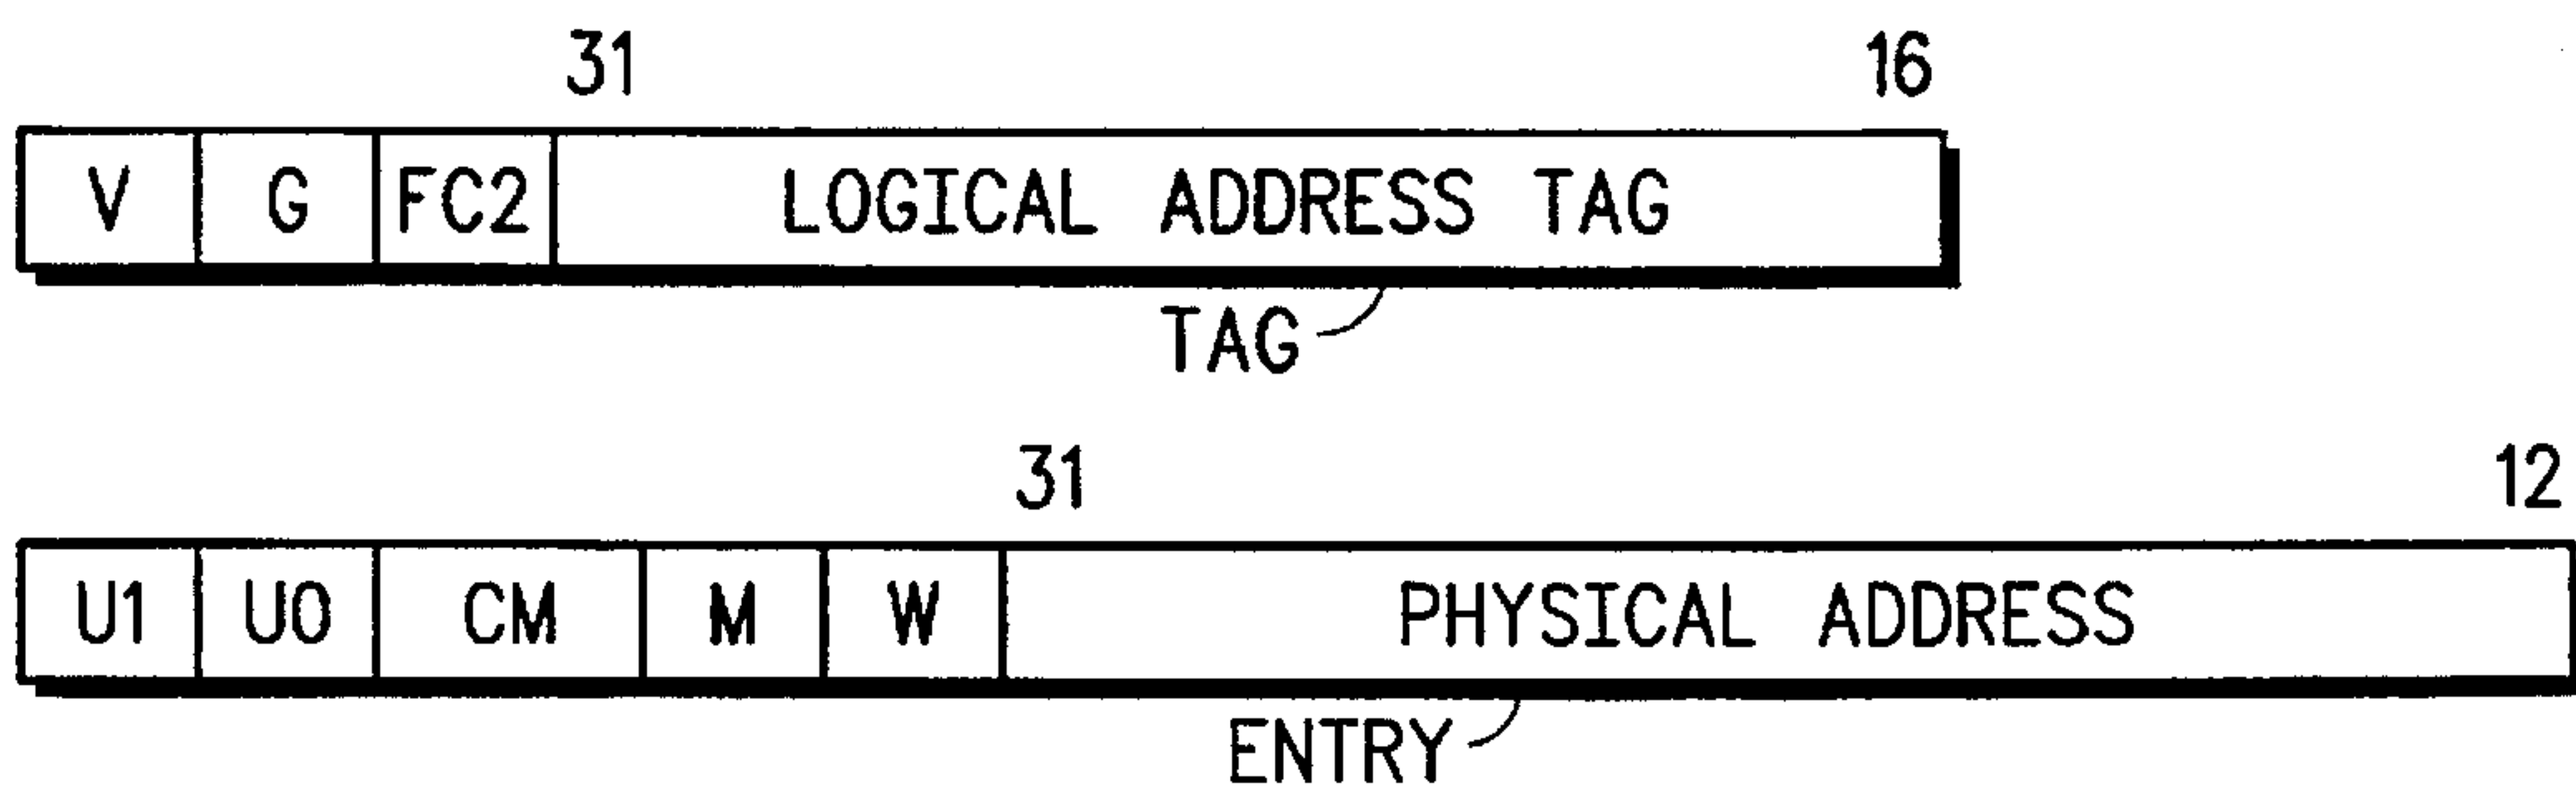 31 16
V G FC2 LOGICAL ADDRESS TAG
TAG
31 12
U1 U0 CM M W PHYSICAL ADDRESS
ENTRY